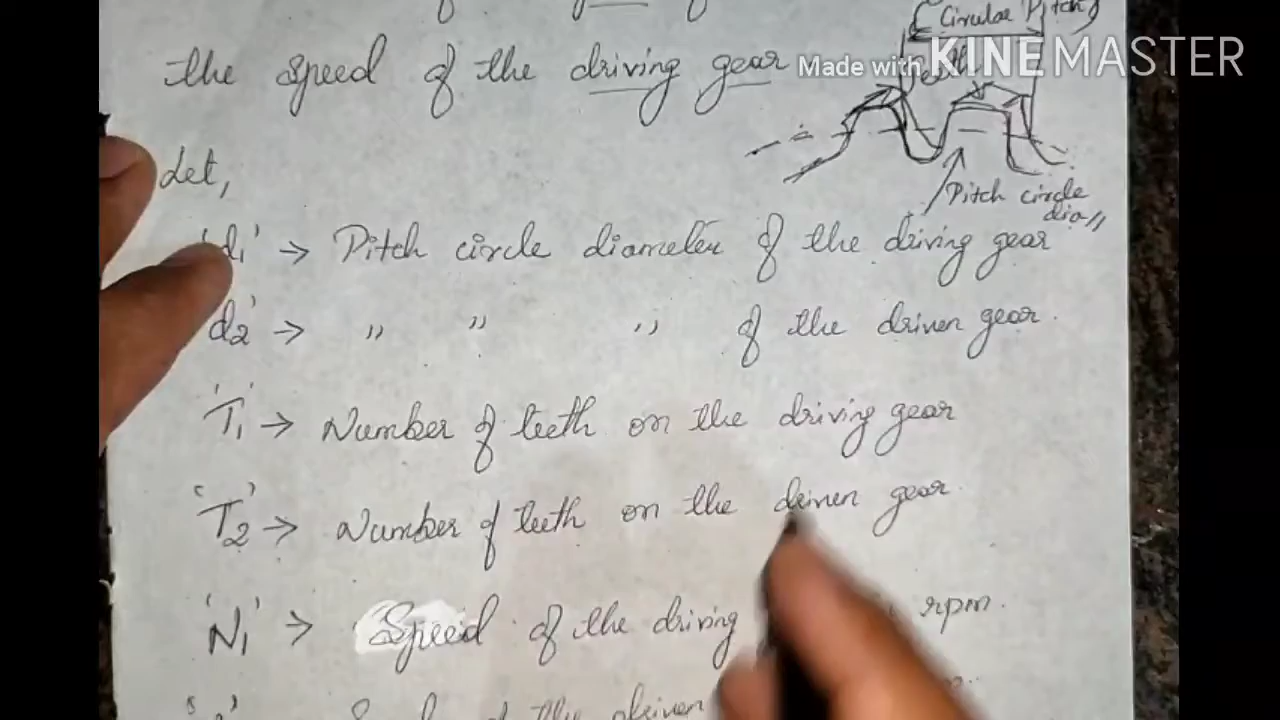 Circular Pitch
the speed of the driving gear
Made with KINEMASTER
Let,
Pitch circle dia//
'd1' → Pitch circle diameter of the driving gear
d2' → ,, ,, ,, of the driven gear.
'T1' → Number of teeth on the driving gear
'T2' → Number of teeth on the driven gear.
'N1' → Speed of the driving rpm.
the driven